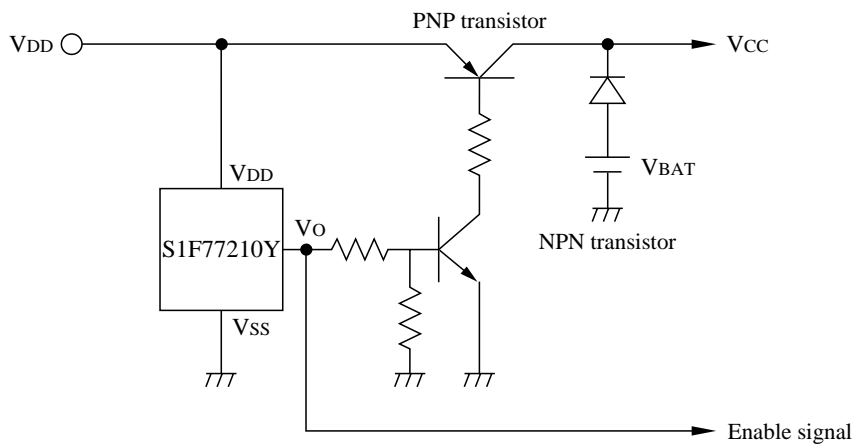 PNP transistor
VDD
VCC
VDD
VBAT
VO
S1F77210Y
NPN transistor
VSS
Enable signal